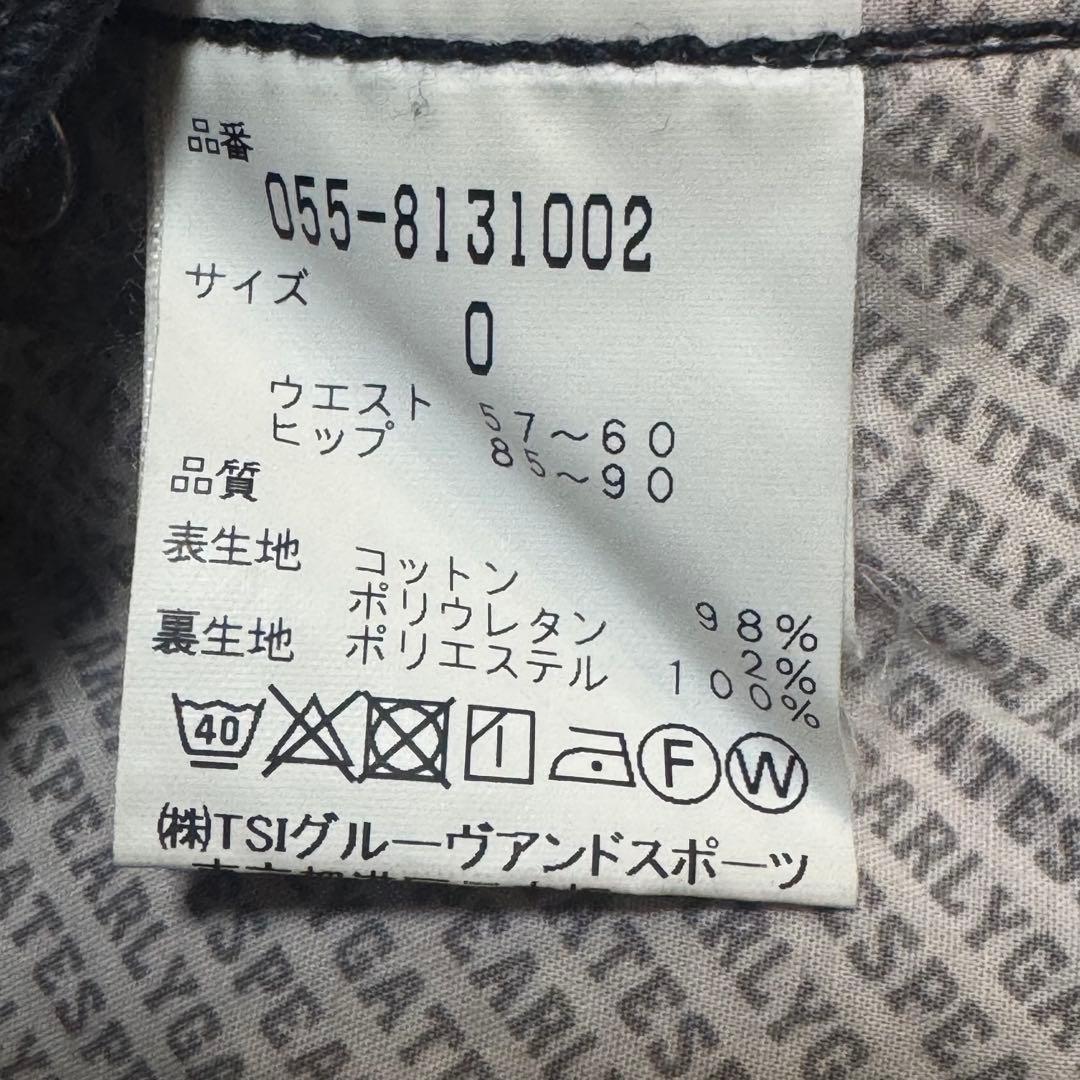 品番
055-8131002
サイズ
0
ウエスト 57～60
ヒップ 85～90
品質
表生地 コットン 98%
ポリウレタン 2%
裏生地 ポリエステル 100%
40
F W
㈱TSIグルーヴアンドスポーツ
PEARLYGATES